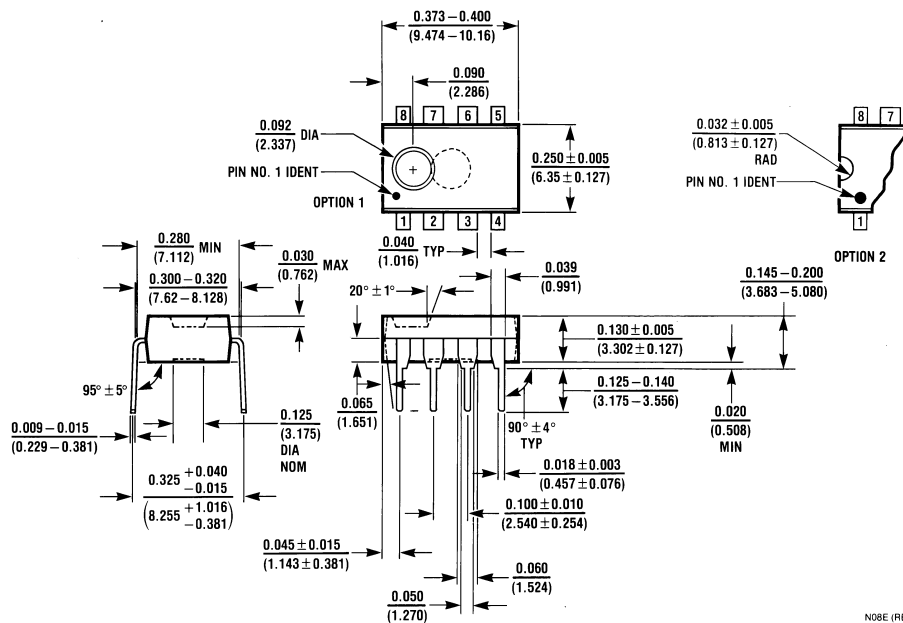 0.373 – 0.400
(9.474 – 10.16)
0.090
(2.286)
8 7 6 5
0.092 DIA
(2.337)
PIN NO. 1 IDENT
OPTION 1
0.250 ± 0.005
(6.35 ± 0.127)
1 2 3 4
0.032 ± 0.005
(0.813 ± 0.127)
RAD
PIN NO. 1 IDENT
8 7
1
OPTION 2
0.280 MIN
(7.112)
0.030 MAX
(0.762)
0.300 – 0.320
(7.62 – 8.128)
0.040 TYP
(1.016)
0.039
(0.991)
20° ± 1°
0.145 – 0.200
(3.683 – 5.080)
0.130 ± 0.005
(3.302 ± 0.127)
95° ± 5°
0.009 – 0.015
(0.229 – 0.381)
0.125
(3.175)
DIA
NOM
0.065
(1.651)
90° ± 4°
TYP
0.125 – 0.140
(3.175 – 3.556)
0.020
(0.508)
MIN
0.325 + 0.040
− 0.015
(8.255 + 1.016
− 0.381)
0.018 ± 0.003
(0.457 ± 0.076)
0.100 ± 0.010
(2.540 ± 0.254)
0.045 ± 0.015
(1.143 ± 0.381)
0.060
(1.524)
0.050
(1.270)
N08E (RE